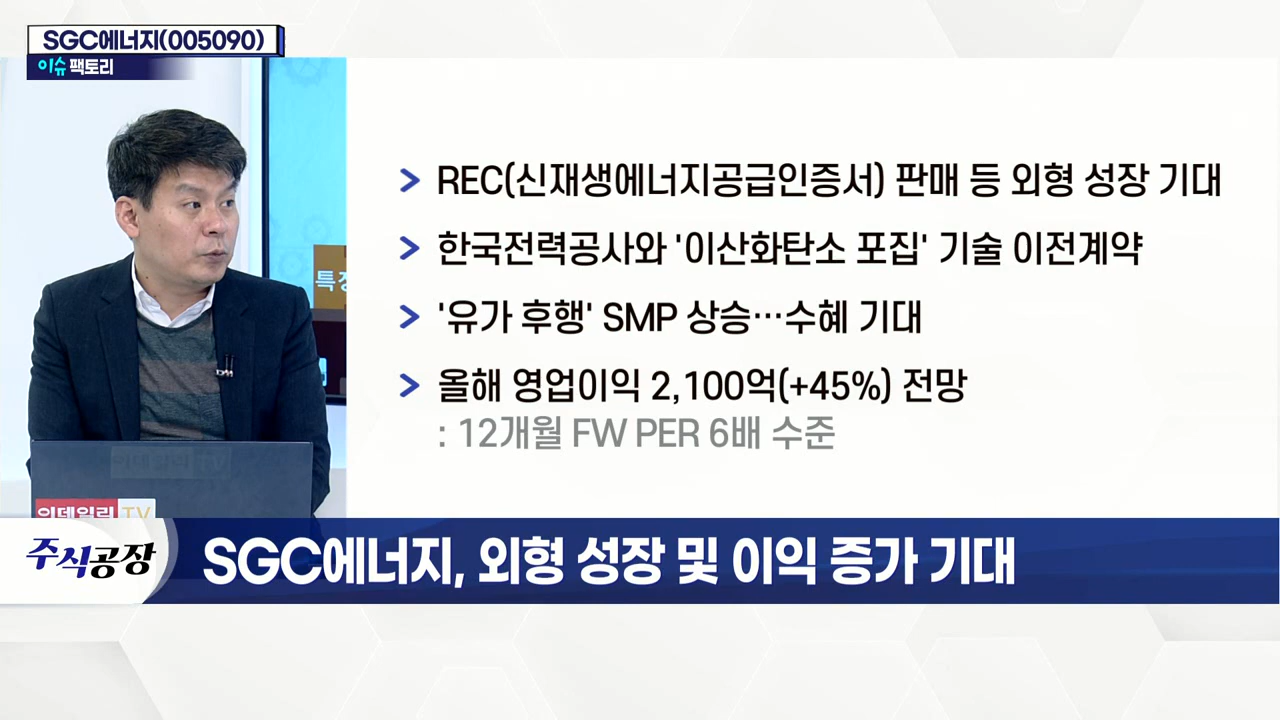 SGC에너지(005090)
이슈 팩토리
REC(신재생에너지공급인증서) 판매 등 외형 성장 기대
한국전력공사와 '이산화탄소 포집' 기술 이전계약
'유가 후행' SMP 상승…수혜 기대
올해 영업이익 2,100억(+45%) 전망
: 12개월 FW PER 6배 수준
이데일리 TV
주식공장
SGC에너지, 외형 성장 및 이익 증가 기대